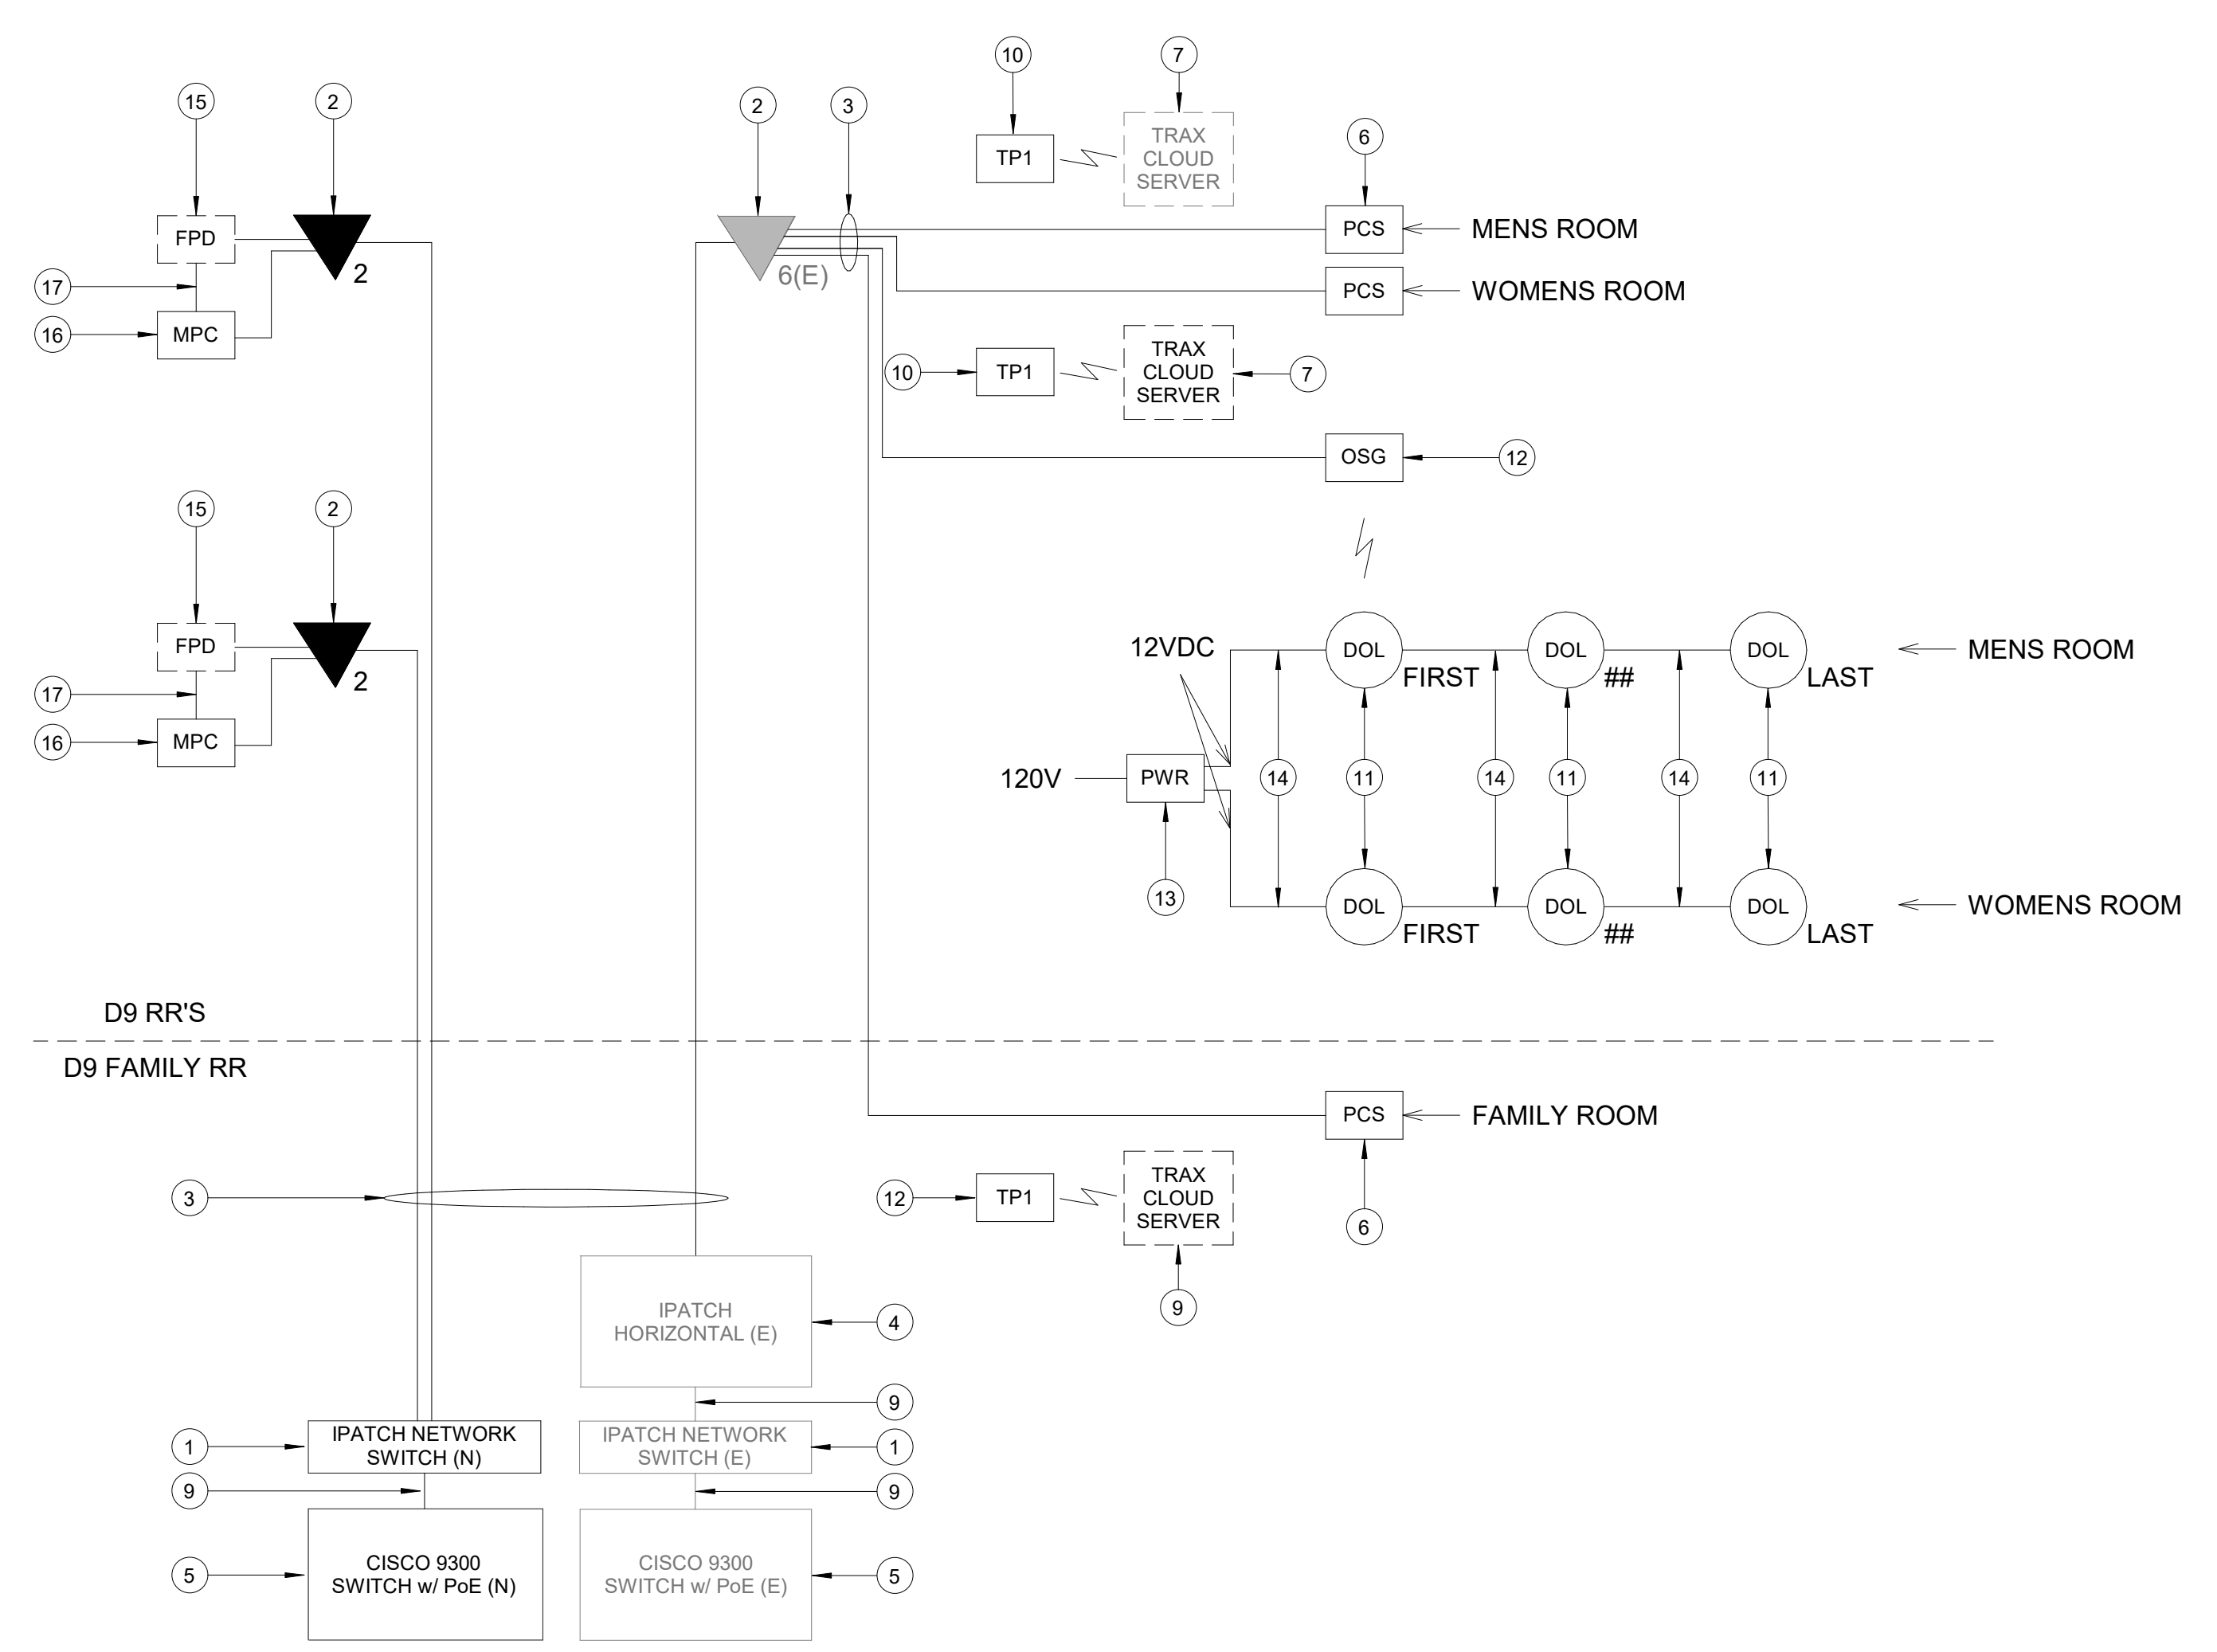 10
7
15
2
2
3
TRAX
CLOUD
SERVER
TP1
6
FPD
PCS
MENS ROOM
2
6(E)
17
PCS
WOMENS ROOM
16
MPC
TRAX
CLOUD
SERVER
10
TP1
7
OSG
12
15
2
12VDC
FPD
DOL
DOL
DOL
MENS ROOM
2
FIRST
##
LAST
17
16
MPC
120V
PWR
14
11
14
11
14
11
13
DOL
DOL
DOL
WOMENS ROOM
FIRST
##
LAST
D9 RR'S
D9 FAMILY RR
PCS
FAMILY ROOM
3
12
TP1
TRAX
CLOUD
SERVER
6
9
IPATCH
HORIZONTAL (E)
4
9
1
IPATCH NETWORK
SWITCH (N)
IPATCH NETWORK
SWITCH (E)
1
9
9
5
CISCO 9300
SWITCH w/ PoE (N)
CISCO 9300
SWITCH w/ PoE (E)
5